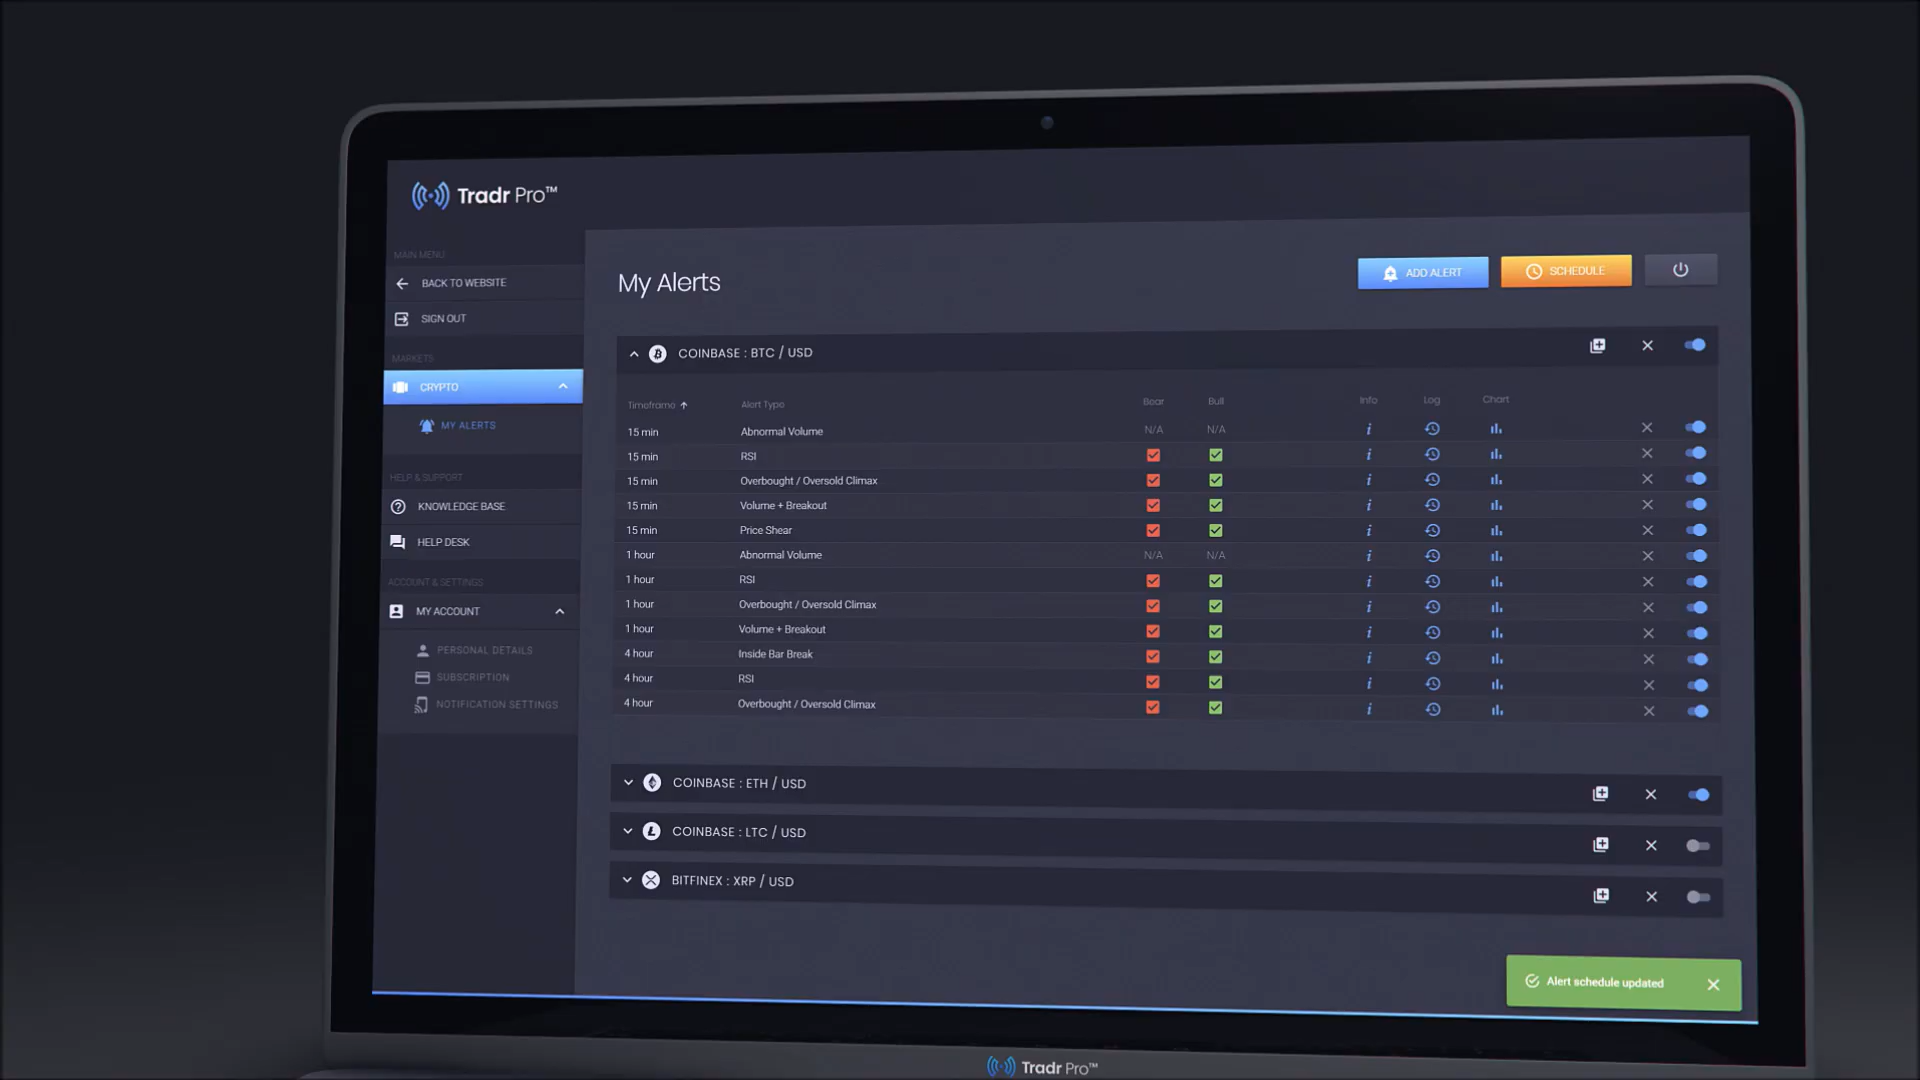 Tradr Pro™
MAIN MENU
BACK TO WEBSITE
SIGN OUT
MARKETS
CRYPTO
MY ALERTS
HELP & SUPPORT
KNOWLEDGE BASE
HELP DESK
ACCOUNT & SETTINGS
MY ACCOUNT
PERSONAL DETAILS
SUBSCRIPTION
NOTIFICATION SETTINGS
My Alerts
ADD ALERT
SCHEDULE
COINBASE : BTC / USD
Timeframe Alert Type Bear Bull Info Log Chart
15 min Abnormal Volume N/A N/A
15 min RSI
15 min Overbought / Oversold Climax
15 min Volume + Breakout
15 min Price Shear
1 hour Abnormal Volume N/A N/A
1 hour RSI
1 hour Overbought / Oversold Climax
1 hour Volume + Breakout
4 hour Inside Bar Break
4 hour RSI
4 hour Overbought / Oversold Climax
COINBASE : ETH / USD
COINBASE : LTC / USD
BITFINEX : XRP / USD
Alert schedule updated
Tradr Pro™